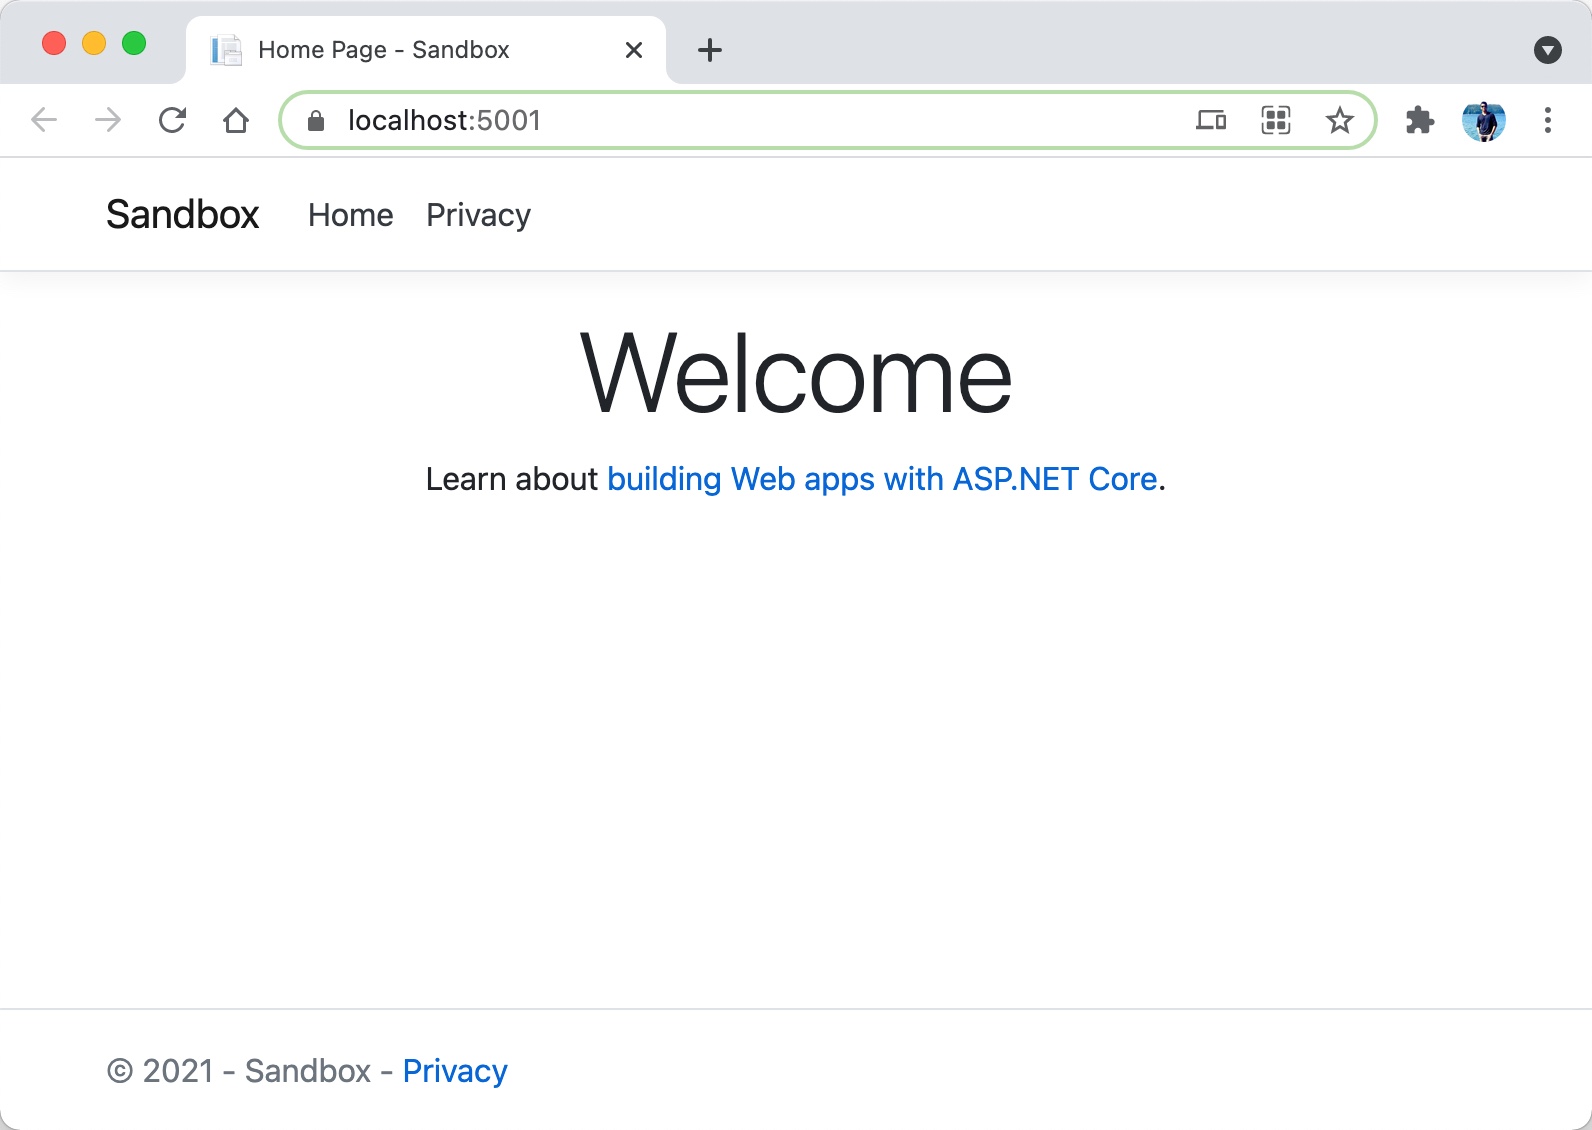 Home Page - Sandbox
localhost:5001
Sandbox Home Privacy
Welcome
Learn about building Web apps with ASP.NET Core.
© 2021 - Sandbox - Privacy